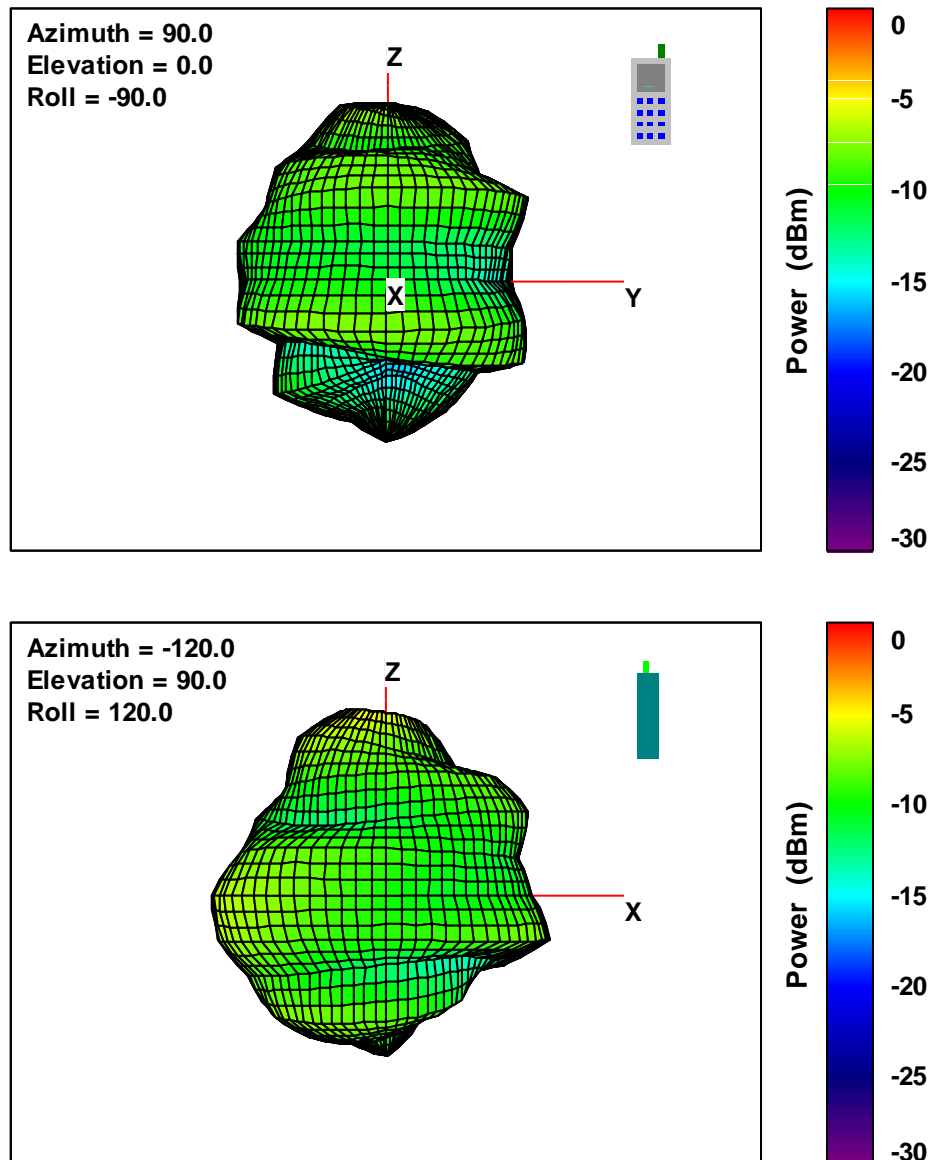 Azimuth = 90.0
Elevation = 0.0
Roll = -90.0
Z
X
Y
Power (dBm)
0
-5
-10
-15
-20
-25
-30
Azimuth = -120.0
Elevation = 90.0
Roll = 120.0
Z
X
Power (dBm)
0
-5
-10
-15
-20
-25
-30